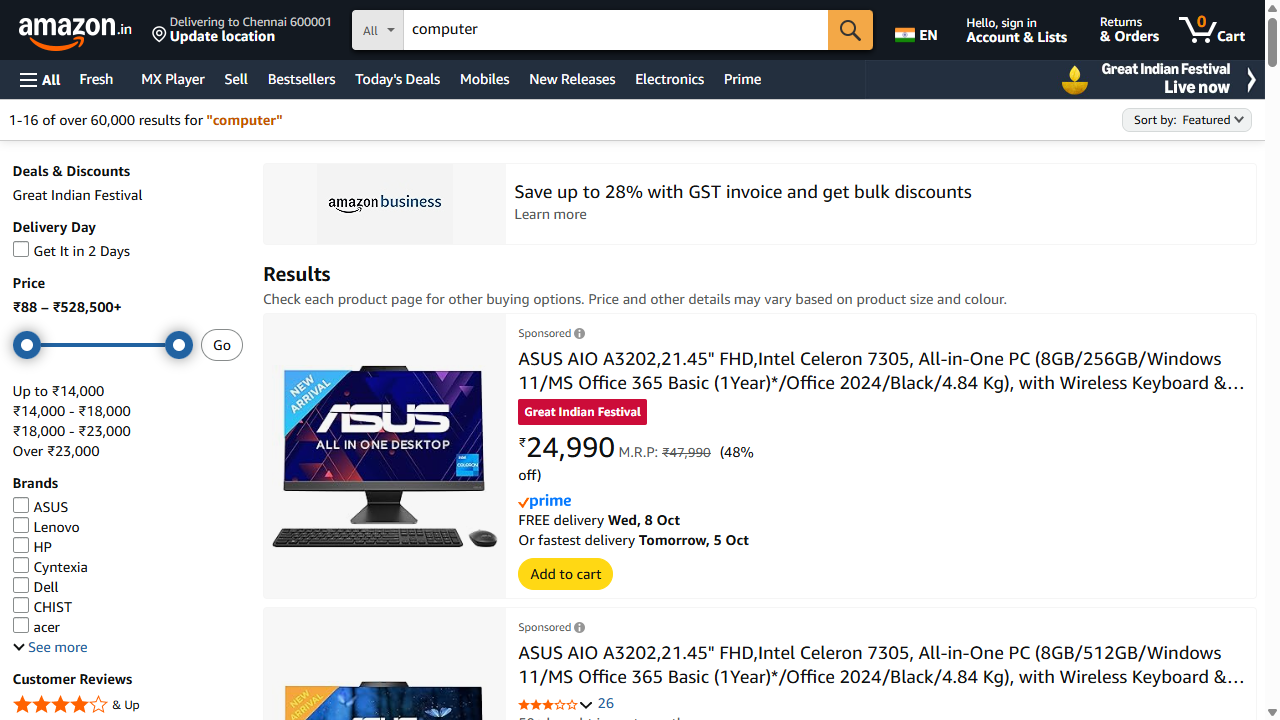 amazon.in
Delivering to Chennai 600001
Update location
All
computer
EN
Hello, sign in
Account & Lists
Returns
& Orders
0
Cart
All
Fresh
MX Player
Sell
Bestsellers
Today's Deals
Mobiles
New Releases
Electronics
Prime
Great Indian Festival
Live now
1-16 of over 60,000 results for "computer"
Sort by: Featured
Deals & Discounts
Great Indian Festival
Delivery Day
Get It in 2 Days
Price
₹88 – ₹528,500+
Go
Up to ₹14,000
₹14,000 - ₹18,000
₹18,000 - ₹23,000
Over ₹23,000
Brands
ASUS
Lenovo
HP
Cyntexia
Dell
CHIST
acer
See more
Customer Reviews
& Up
amazon business
Save up to 28% with GST invoice and get bulk discounts
Learn more
Results
Check each product page for other buying options. Price and other details may vary based on product size and colour.
NEW
ARRIVAL
ASUS
ALL IN ONE DESKTOP
intel
CELERON
Sponsored
ASUS AIO A3202,21.45" FHD,Intel Celeron 7305, All-in-One PC (8GB/256GB/Windows
11/MS Office 365 Basic (1Year)*/Office 2024/Black/4.84 Kg), with Wireless Keyboard &…
Great Indian Festival
₹24,990 M.R.P: ₹47,990 (48%
off)
prime
FREE delivery Wed, 8 Oct
Or fastest delivery Tomorrow, 5 Oct
Add to cart
NEW
ARRIVAL
Sponsored
ASUS AIO A3202,21.45" FHD,Intel Celeron 7305, All-in-One PC (8GB/512GB/Windows
11/MS Office 365 Basic (1Year)*/Office 2024/Black/4.84 Kg), with Wireless Keyboard &…
26